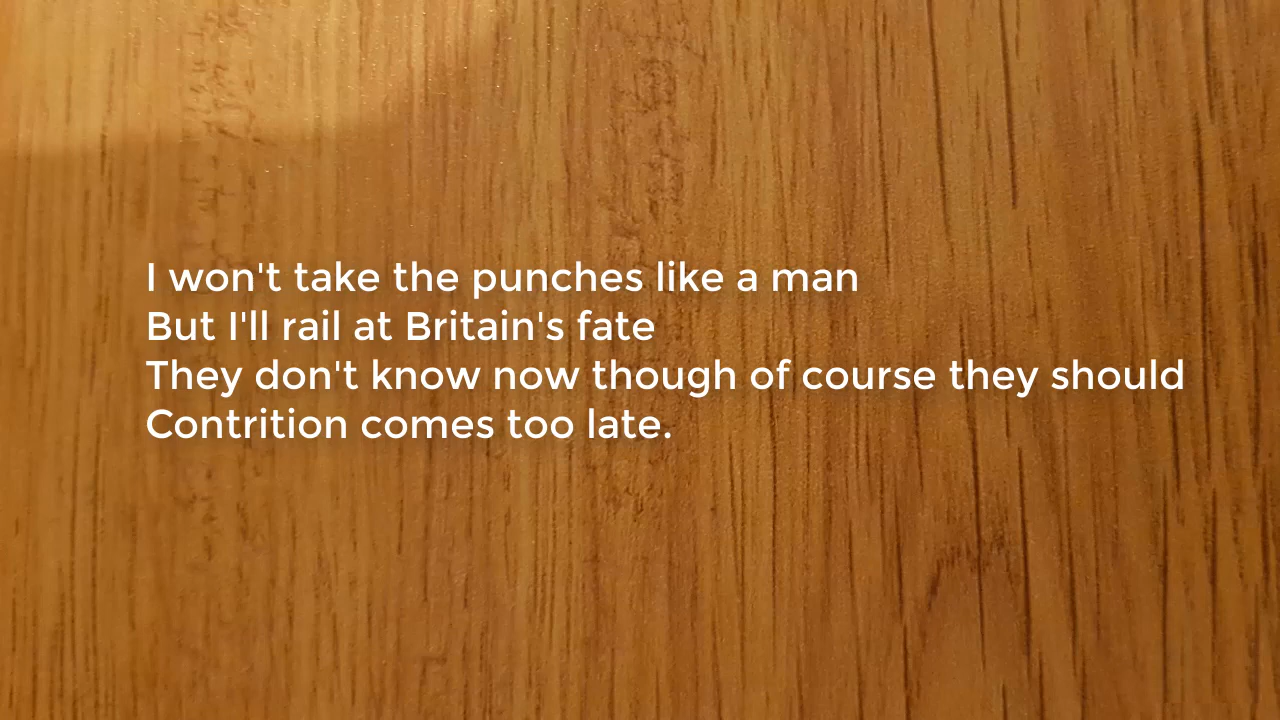 I won't take the punches like a man
But I'll rail at Britain's fate
They don't know now though of course they should
Contrition comes too late.